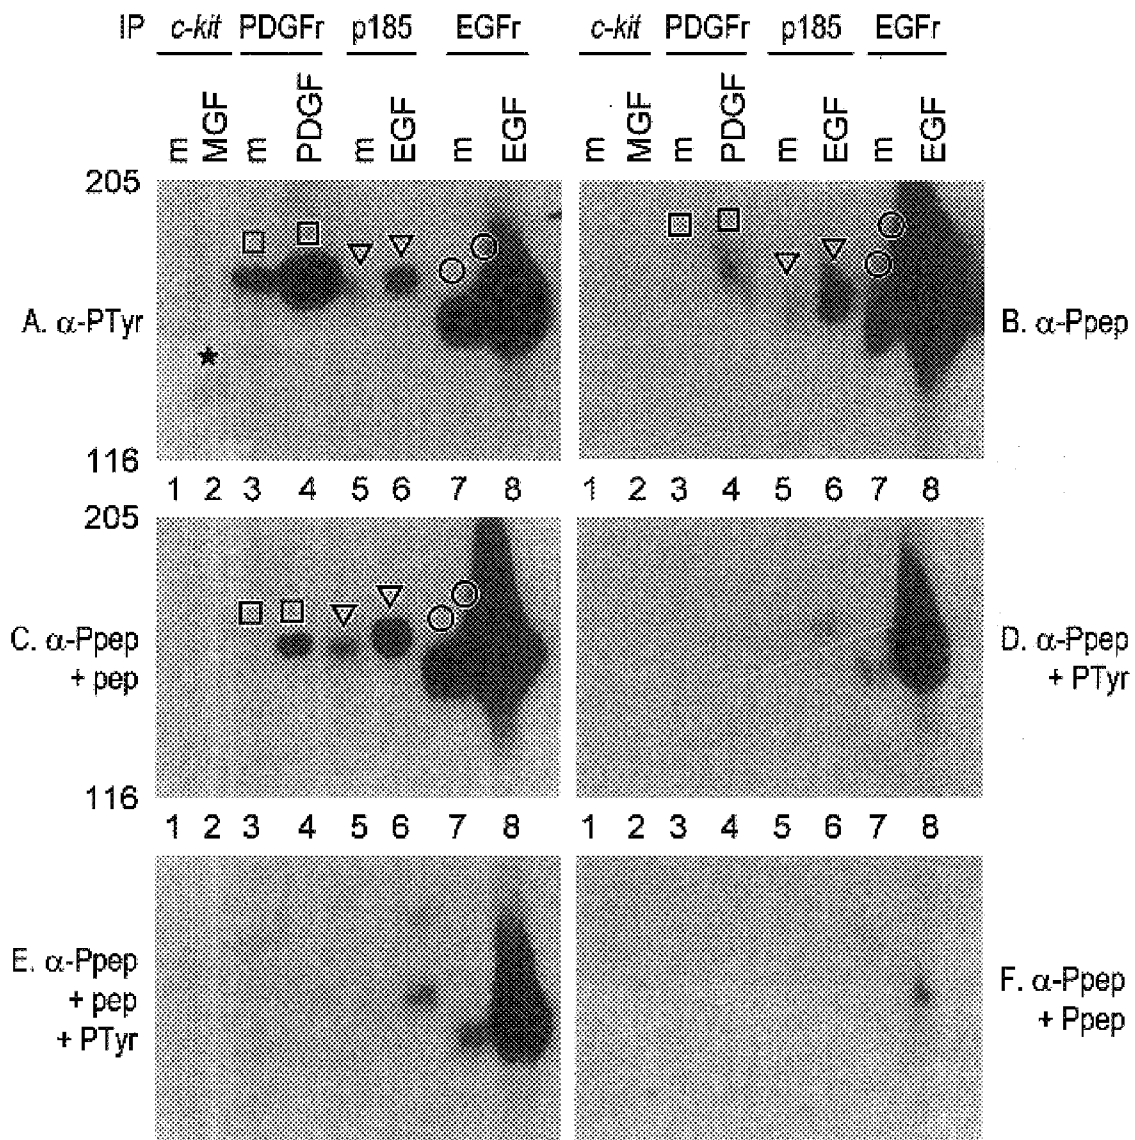 IP c-kit PDGFr p185 EGFr c-kit PDGFr p185 EGFr
m MGF m PDGF m EGF m EGF m MGF m PDGF m EGF m EGF
205
A. α-PTyr
B. α-Ppep
116
1 2 3 4 5 6 7 8 1 2 3 4 5 6 7 8
205
C. α-Ppep
+ pep
D. α-Ppep
+ PTyr
116
1 2 3 4 5 6 7 8 1 2 3 4 5 6 7 8
E. α-Ppep
+ pep
+ PTyr
F. α-Ppep
+ Ppep